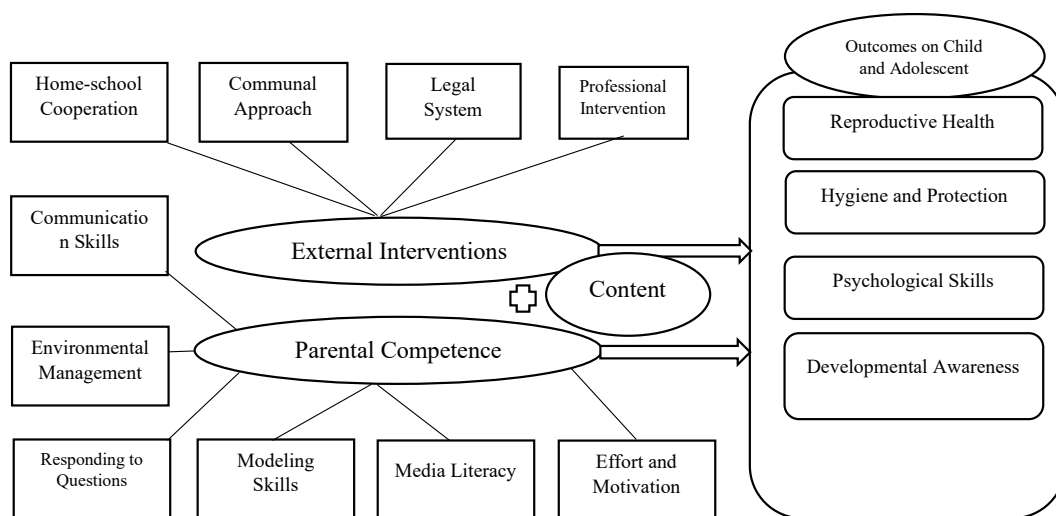 Outcomes on Child
and Adolescent
Home-school
Cooperation
Communal
Approach
Legal
System
Professional
Intervention
Reproductive Health
Hygiene and Protection
Communicatio
n Skills
External Interventions
Content
Psychological Skills
Environmental
Management
Parental Competence
Developmental Awareness
Responding to
Questions
Modeling
Skills
Media Literacy
Effort and
Motivation